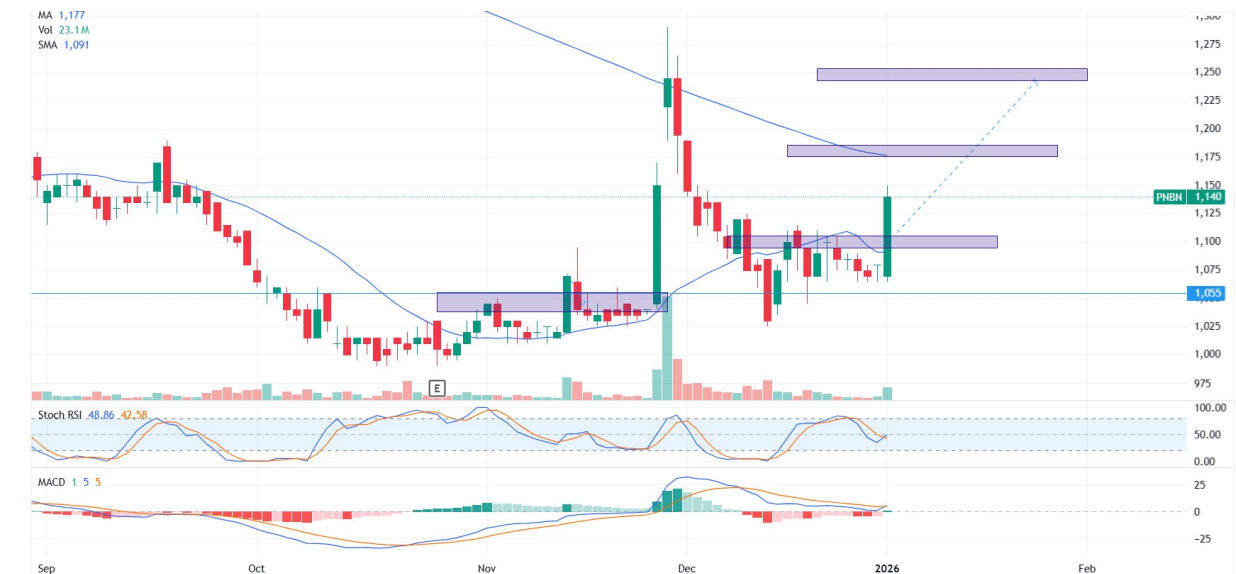 MA 1,177
Vol 23.1M
SMA 1,091
1,300
1,275
1,250
1,225
1,200
1,175
1,150
PNBN 1,140
1,125
1,100
1,075
1,055
1,025
1,000
975
E
Stoch RSI 48.86 42.58
100.00
50.00
0.00
MACD 1 5 5
25
0
−25
Sep Oct Nov Dec 2026 Feb